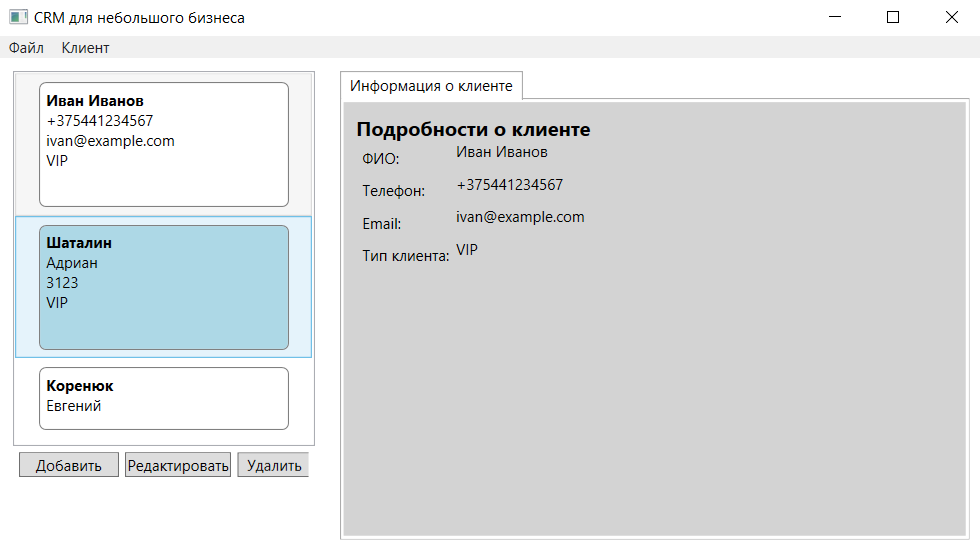 CRM для небольшого бизнеса
Файл Клиент
Иван Иванов
+375441234567
ivan@example.com
VIP
Шаталин
Адриан
3123
VIP
Коренюк
Евгений
Добавить Редактировать Удалить
Информация о клиенте
Подробности о клиенте
ФИО: Иван Иванов
Телефон: +375441234567
Email: ivan@example.com
Тип клиента: VIP